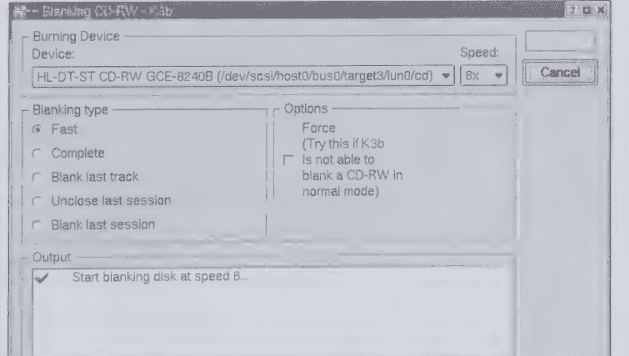 Blanking CD-RW - K3b
Burning Device
Device:
Speed:
HL-DT-ST CD-RW GCE-8240B (/dev/scsi/host0/bus0/target3/lun0/cd)
8x
Cancel
Blanking type
Fast
Complete
Blank last track
Unclose last session
Blank last session
Options
Force
(Try this if K3b
is not able to
blank a CD-RW in
normal mode)
Output
Start blanking disk at speed 8...